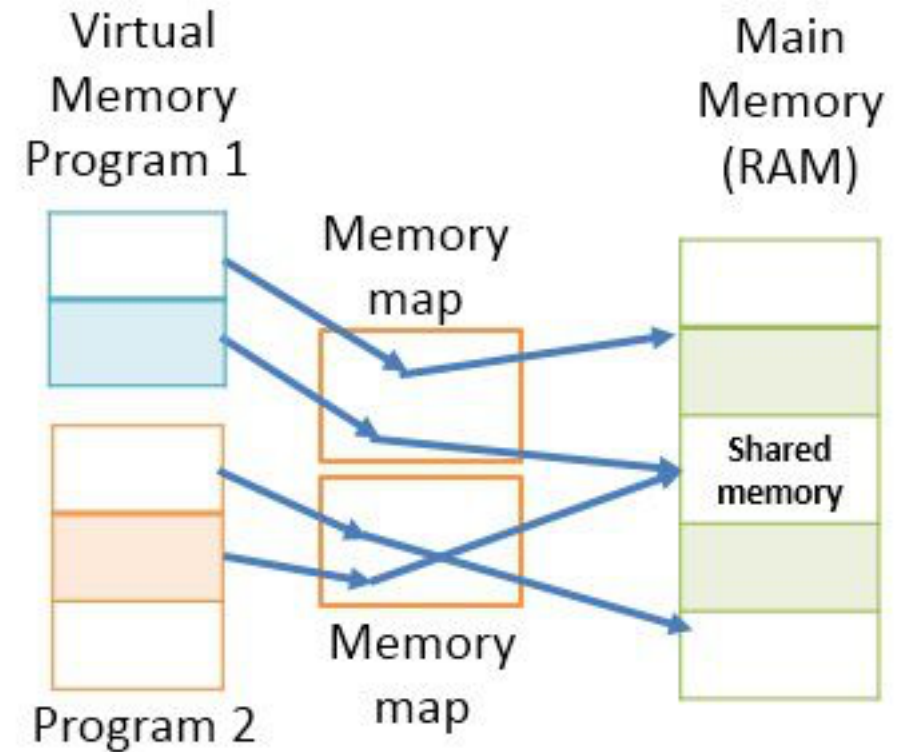 Virtual
Memory
Program 1
Main
Memory
(RAM)
Memory
map
Shared
memory
Memory
map
Program 2